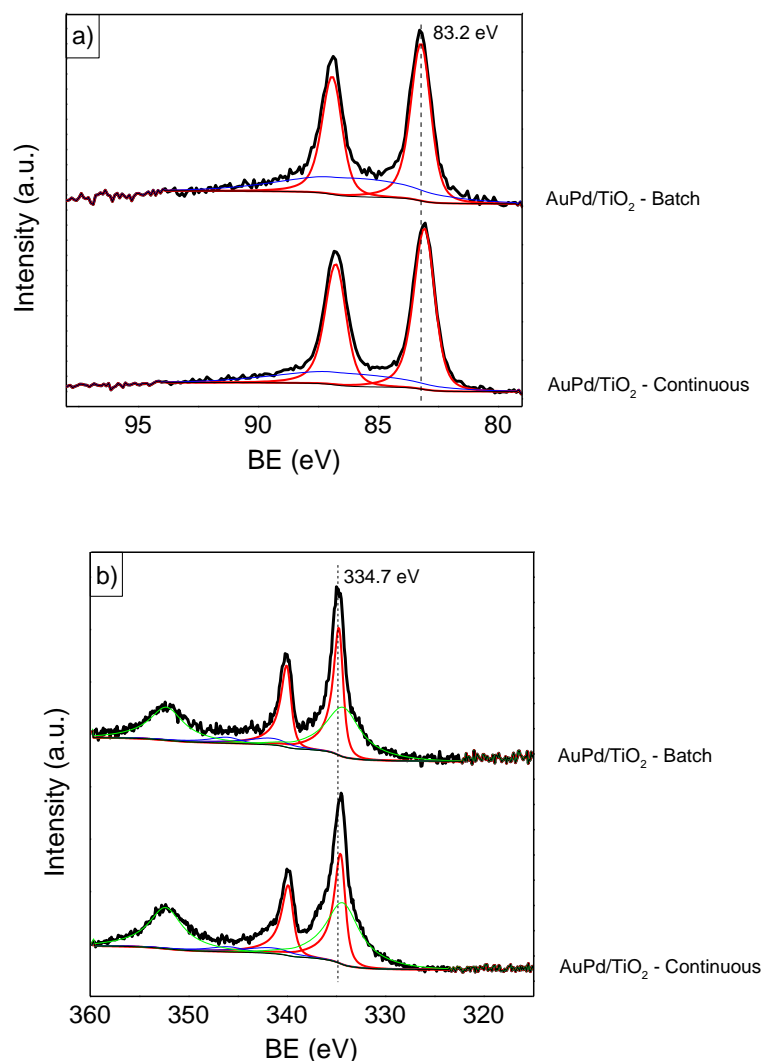 a)
83.2 eV
Intensity (a.u.)
AuPd/TiO₂ - Batch
AuPd/TiO₂ - Continuous
95 90 85 80
BE (eV)
b)
334.7 eV
Intensity (a.u.)
AuPd/TiO₂ - Batch
AuPd/TiO₂ - Continuous
360 350 340 330 320
BE (eV)